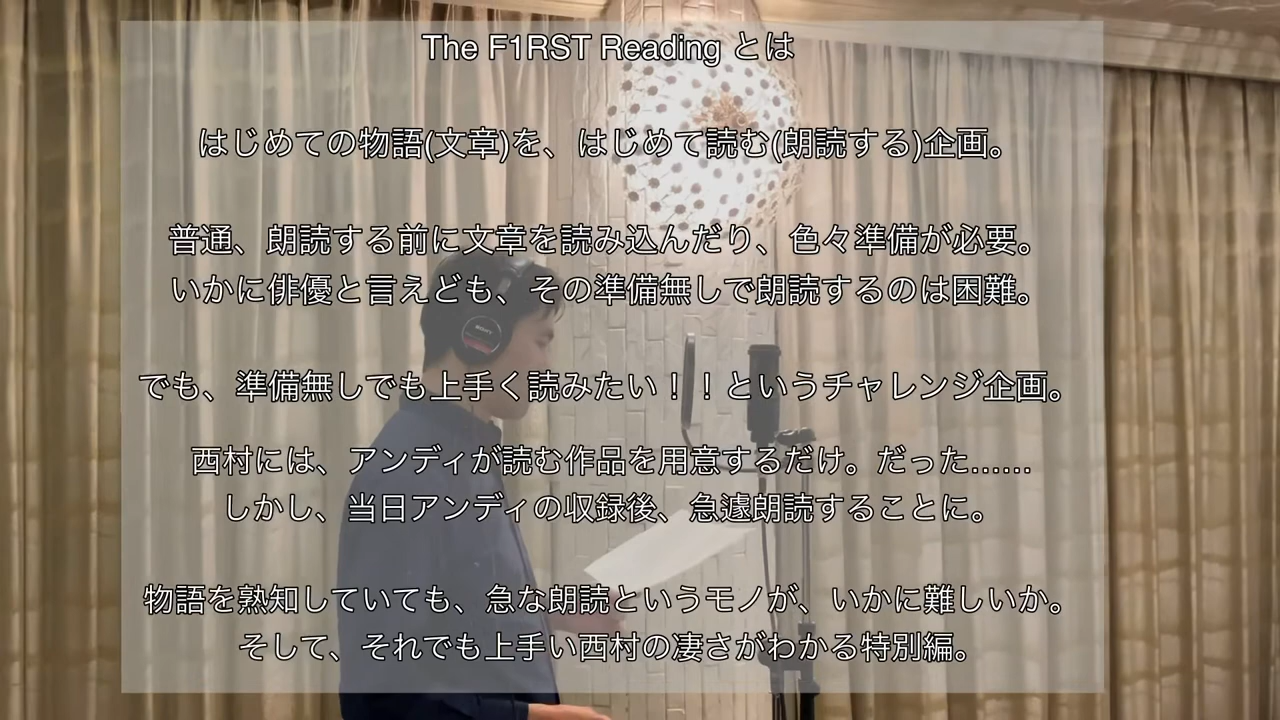 The F1RST Reading とは
はじめての物語(文章)を、はじめて読む(朗読する)企画。
普通、朗読する前に文章を読み込んだり、色々準備が必要。
いかに俳優と言えども、その準備無しで朗読するのは困難。
SONY
でも、準備無しでも上手く読みたい！！というチャレンジ企画。
西村には、アンディが読む作品を用意するだけ。だった......
しかし、当日アンディの収録後、急遽朗読することに。
物語を熟知していても、急な朗読というモノが、いかに難しいか。
そして、それでも上手い西村の凄さがわかる特別編。